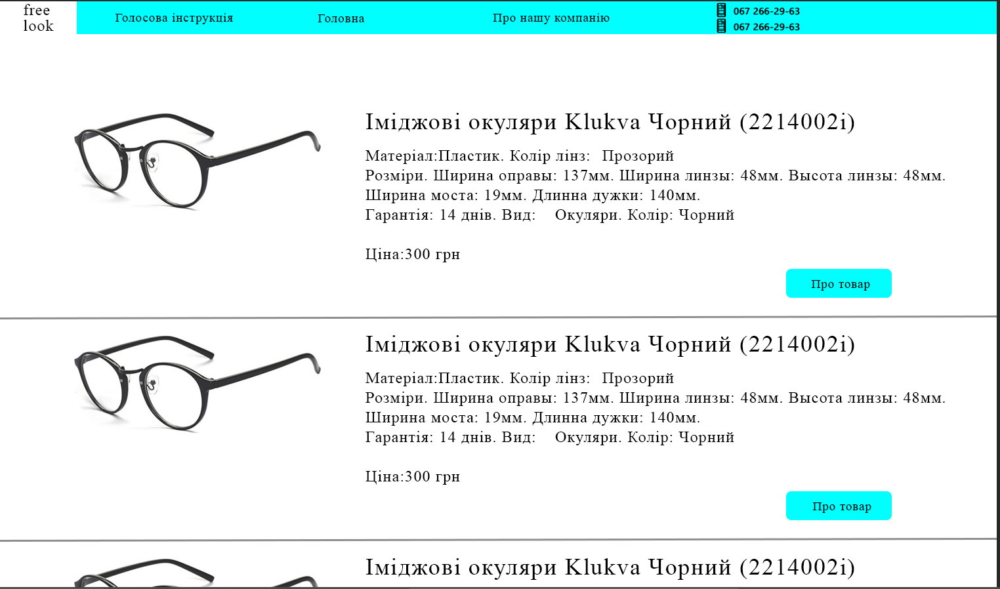 free
look
Голосова інструкція
Головна
Про нашу компанію
067 266-29-63
067 266-29-63
Іміджові окуляри Klukva Чорний (2214002i)
Матеріал:Пластик. Колір лінз: Прозорий
Розміри. Ширина оправы: 137мм. Ширина линзы: 48мм. Высота линзы: 48мм.
Ширина моста: 19мм. Длинна дужки: 140мм.
Гарантія: 14 днів. Вид: Окуляри. Колір: Чорний
Ціна:300 грн
Про товар
Іміджові окуляри Klukva Чорний (2214002i)
Матеріал:Пластик. Колір лінз: Прозорий
Розміри. Ширина оправы: 137мм. Ширина линзы: 48мм. Высота линзы: 48мм.
Ширина моста: 19мм. Длинна дужки: 140мм.
Гарантія: 14 днів. Вид: Окуляри. Колір: Чорний
Ціна:300 грн
Про товар
Іміджові окуляри Klukva Чорний (2214002i)